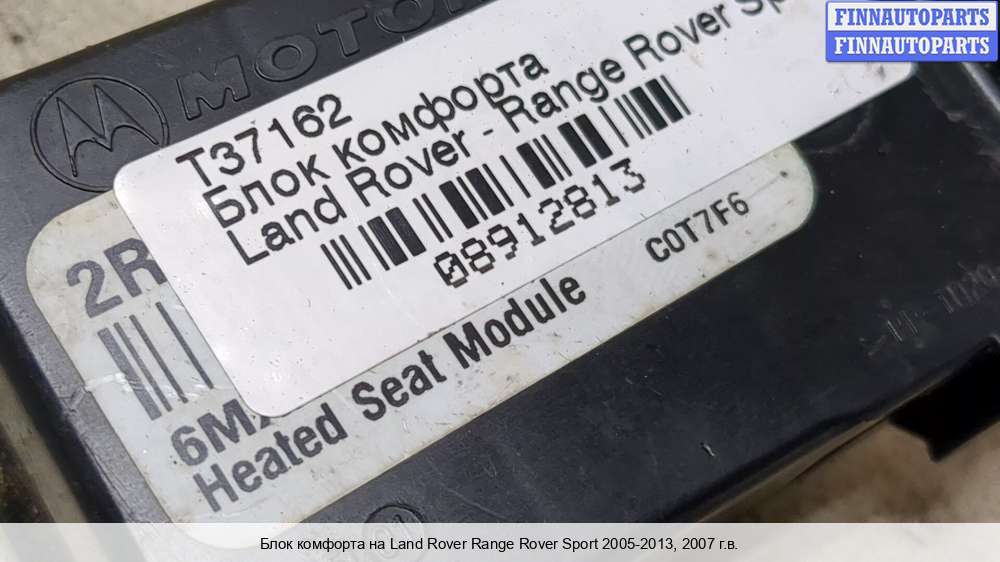 FINNAUTOPARTS
FINNAUTOPARTS
T37162
Блок комфорта
Land Rover - Range Rover
08912813
2R
6M
Heated Seat Module
C0T7F6
Блок комфорта на Land Rover Range Rover Sport 2005-2013, 2007 г.в.